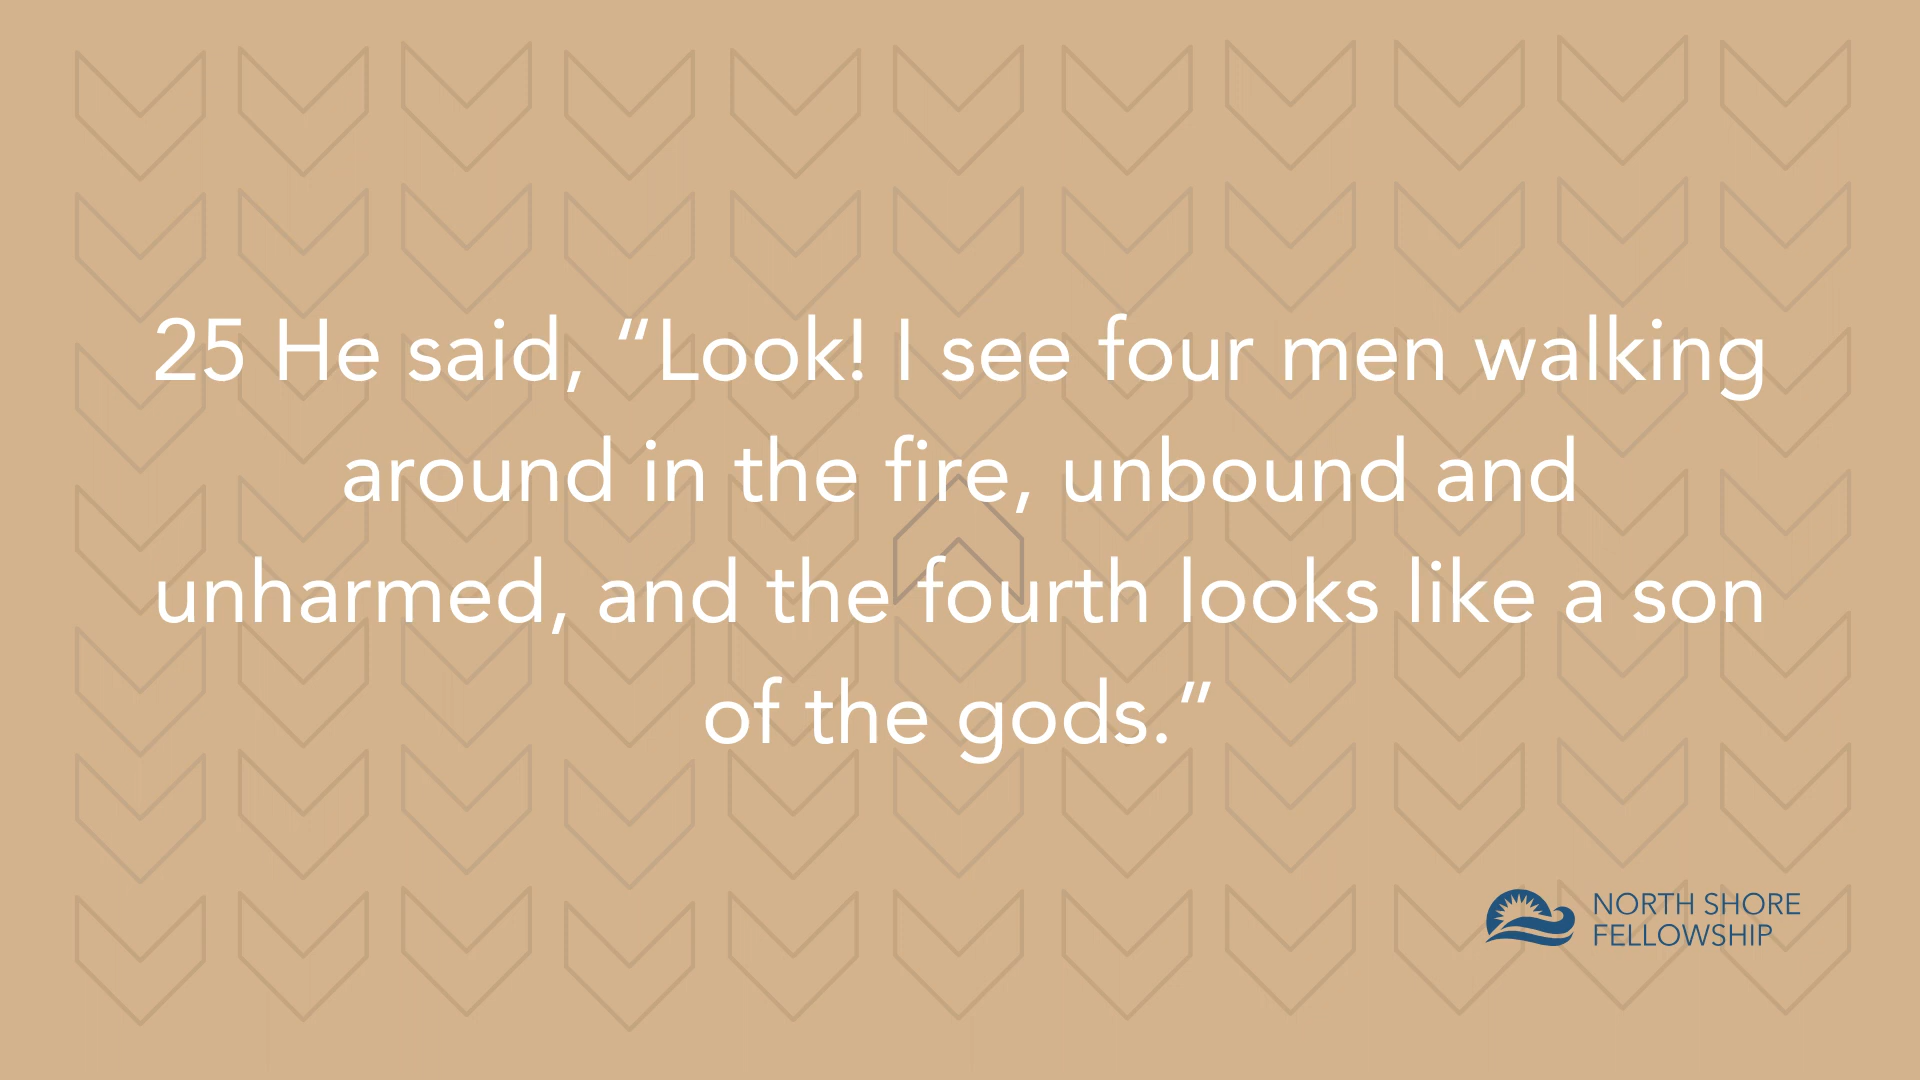 25 He said, “Look! I see four men walking
around in the fire, unbound and
unharmed, and the fourth looks like a son
of the gods.”
NORTH SHORE
FELLOWSHIP